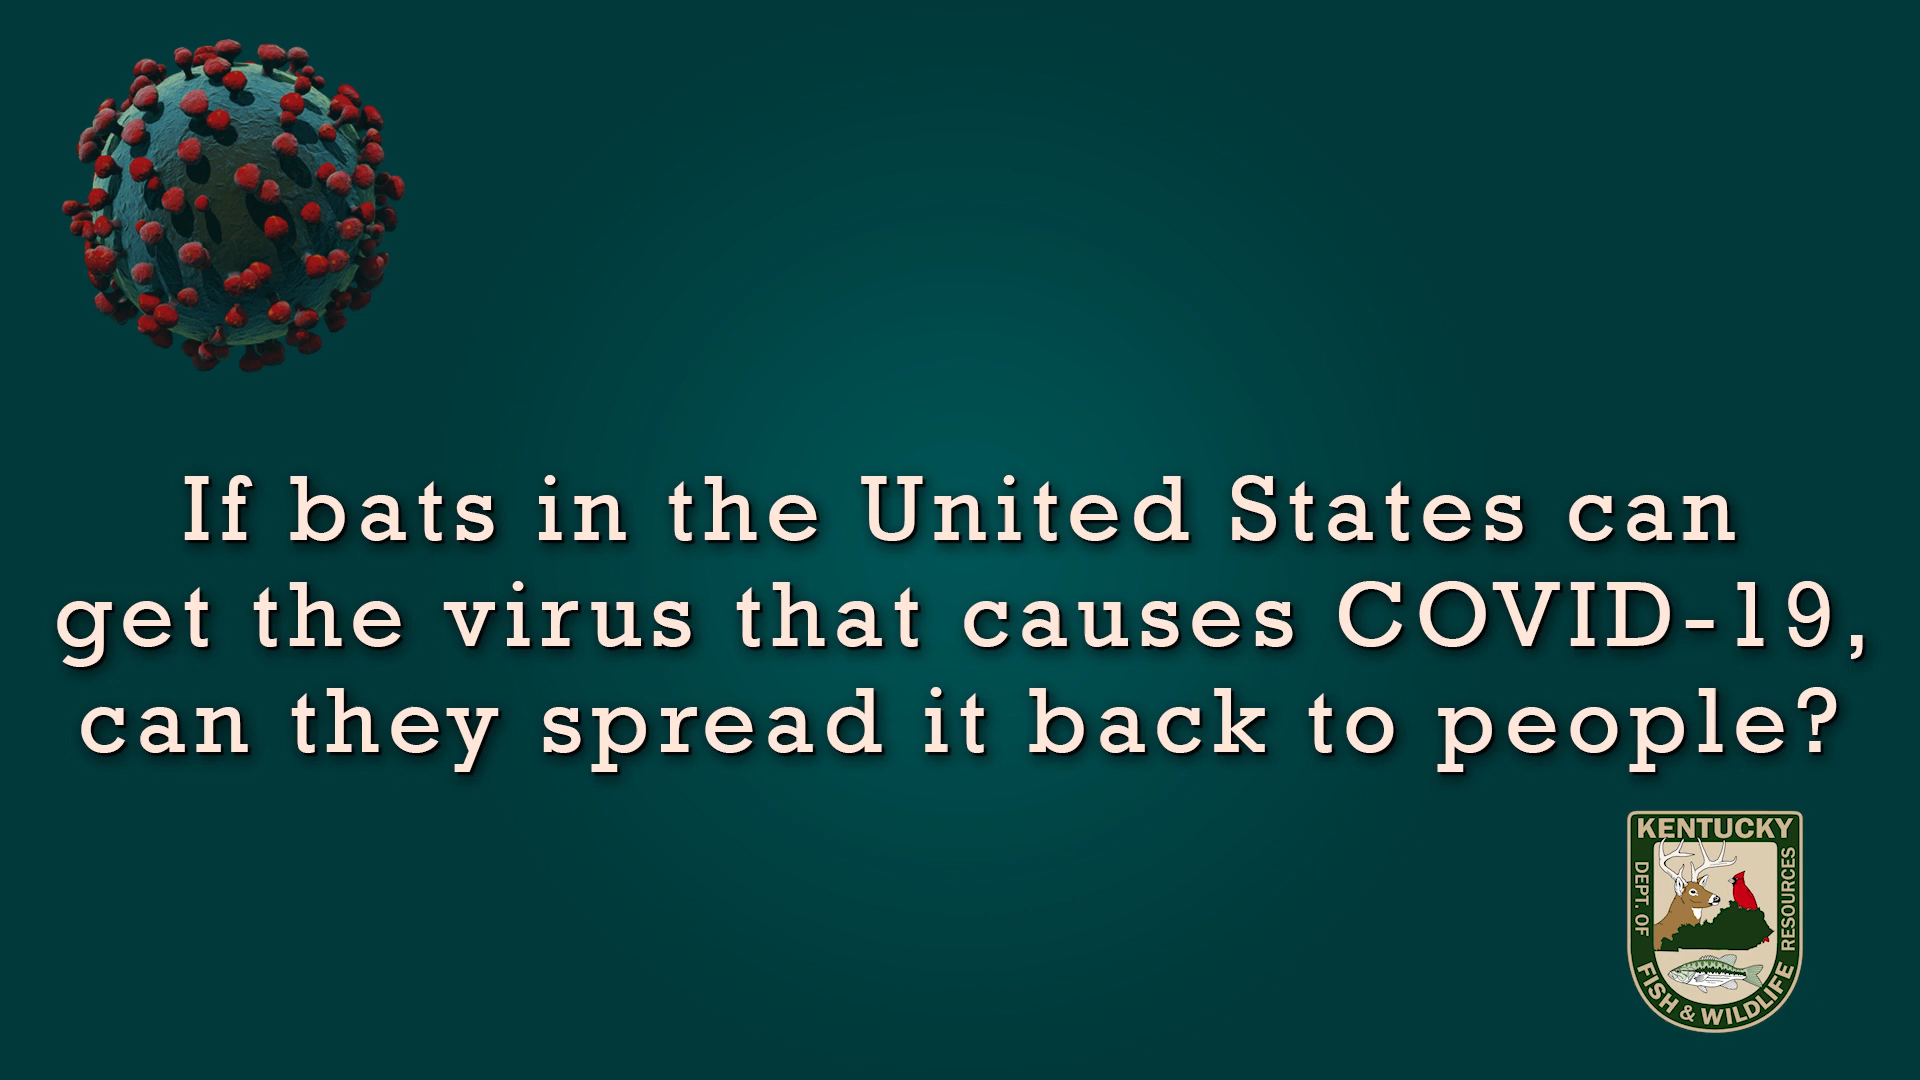 If bats in the United States can
get the virus that causes COVID-19,
can they spread it back to people?
KENTUCKY
DEPT. OF
FISH & WILDLIFE
RESOURCES